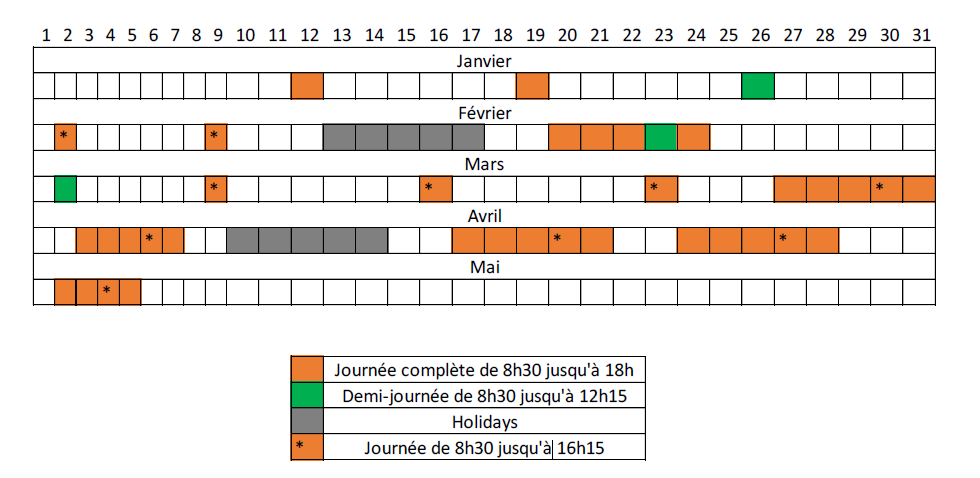 1 2 3 4 5 6 7 8 9 10 11 12 13 14 15 16 17 18 19 20 21 22 23 24 25 26 27 28 29 30 31
Janvier
Février
* *
Mars
* * * *
Avril
* * *
Mai
*
Journée complète de 8h30 jusqu'à 18h
Demi-journée de 8h30 jusqu'à 12h15
Holidays
* Journée de 8h30 jusqu'à 16h15